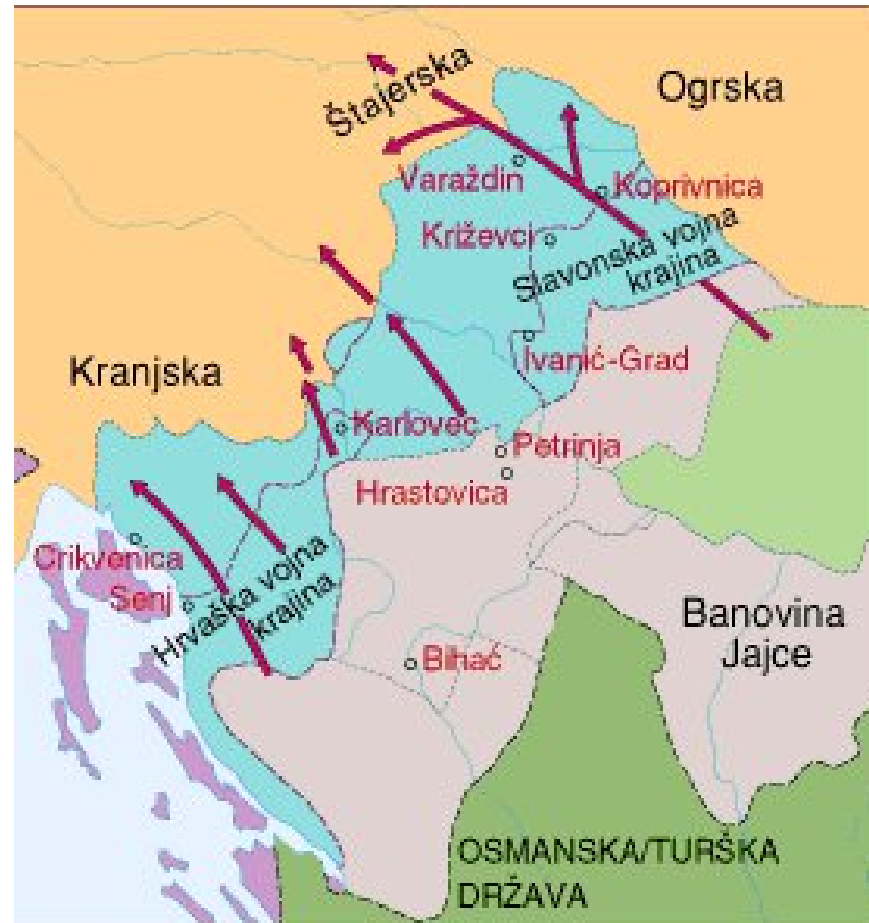 Štajerska
Ogrska
Varaždin
Koprivnica
Križevci
Slavonska vojna
krajina
Ivanić-Grad
Kranjska
Karlovec
Petrinja
Hrastovica
Crikvenica
Senj
Hrvaška vojna
krajina
Banovina
Jajce
Bihać
OSMANSKA/TURŠKA
DRŽAVA